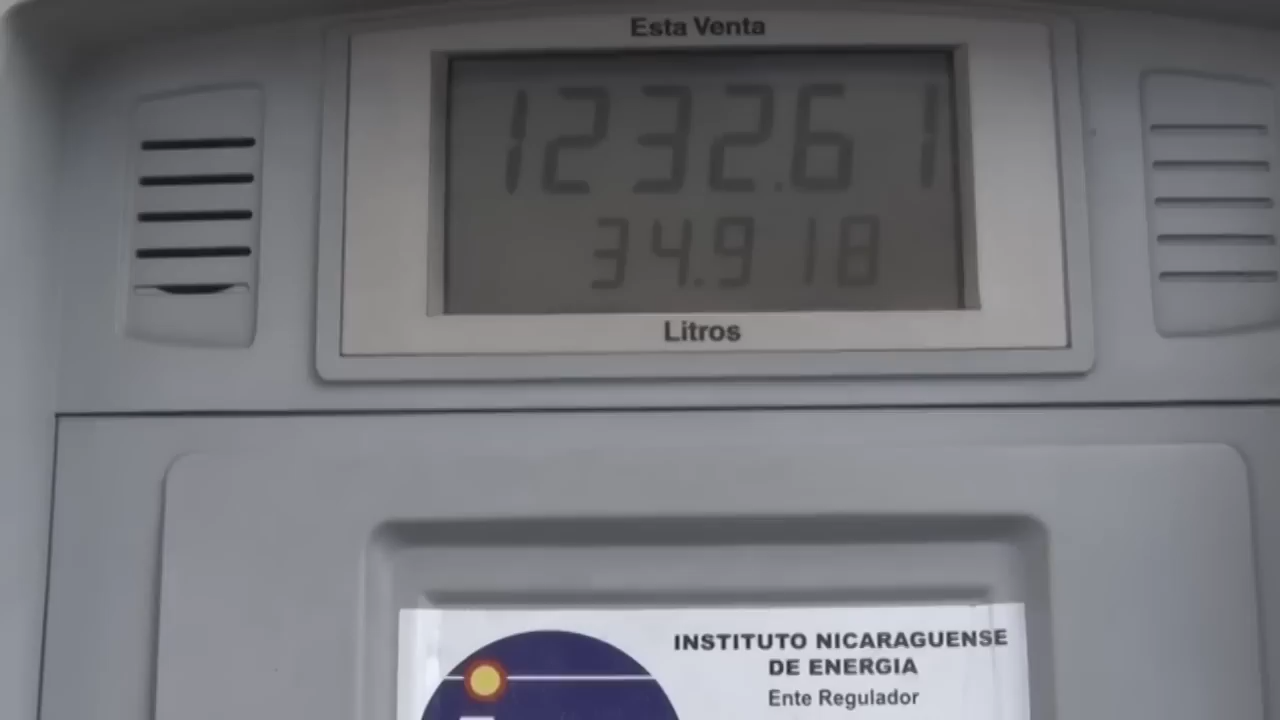 Esta Venta
1232.61
34.918
Litros
INSTITUTO NICARAGUENSE
DE ENERGIA
Ente Regulador